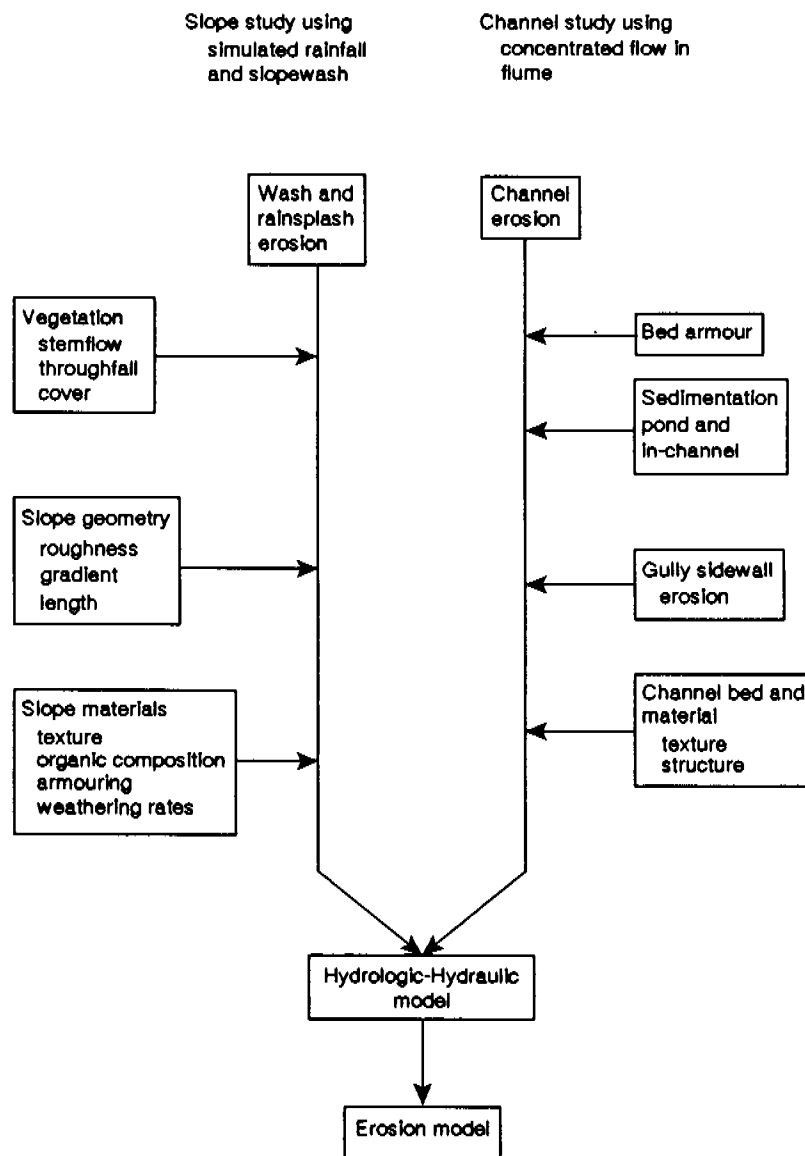 Slope study using
simulated rainfall
and slopewash
Channel study using
concentrated flow in
flume
Wash and
rainsplash
erosion
Channel
erosion
Vegetation
stemflow
throughfall
cover
Bed armour
Sedimentation
pond and
in-channel
Slope geometry
roughness
gradient
length
Gully sidewall
erosion
Slope materials
texture
organic composition
armouring
weathering rates
Channel bed and
material
texture
structure
Hydrologic-Hydraulic
model
Erosion model